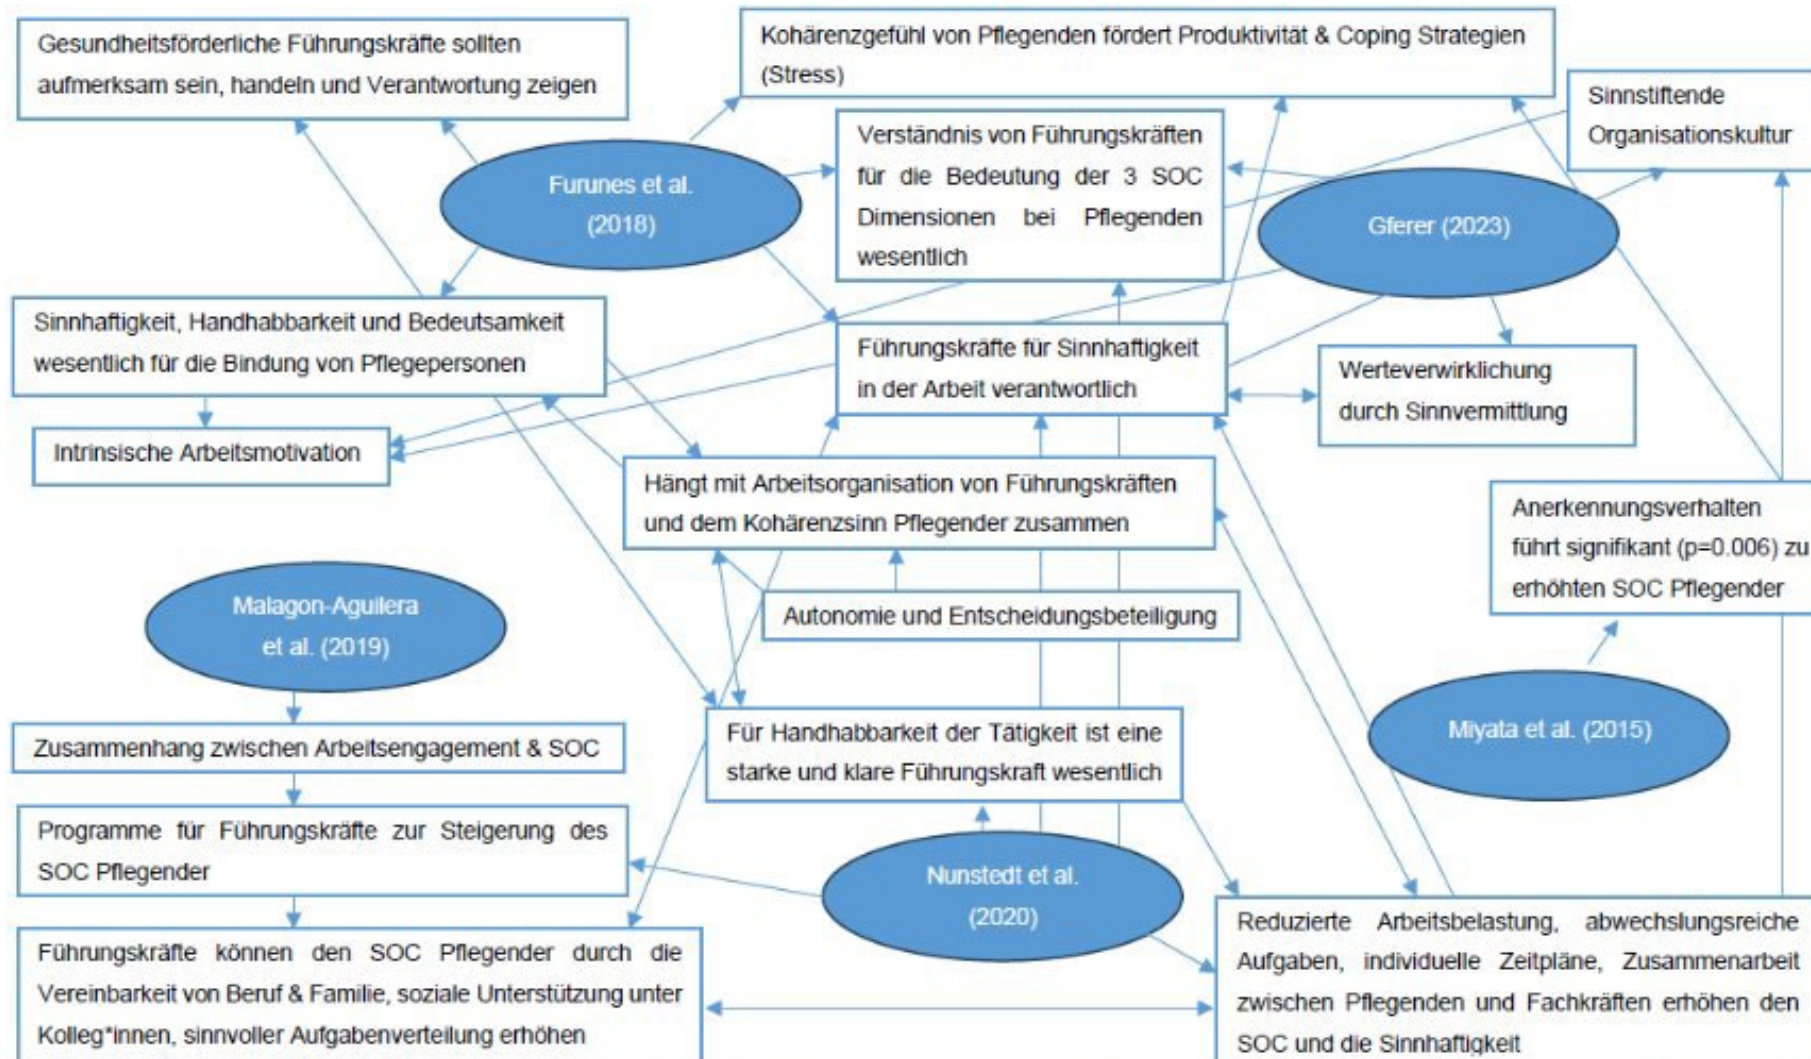 Gesundheitsförderliche Führungskräfte sollten
aufmerksam sein, handeln und Verantwortung zeigen
Kohärenzgefühl von Pflegenden fördert Produktivität & Coping Strategien
(Stress)
Sinnstiftende
Organisationskultur
Verständnis von Führungskräften
für die Bedeutung der 3 SOC
Dimensionen bei Pflegenden
wesentlich
Furunes et al.
(2018)
Gferer (2023)
Sinnhaftigkeit, Handhabbarkeit und Bedeutsamkeit
wesentlich für die Bindung von Pflegepersonen
Führungskräfte für Sinnhaftigkeit
in der Arbeit verantwortlich
Werteverwirklichung
durch Sinnvermittlung
Intrinsische Arbeitsmotivation
Hängt mit Arbeitsorganisation von Führungskräften
und dem Kohärenzsinn Pflegender zusammen
Anerkennungsverhalten
führt signifikant (p=0.006) zu
erhöhten SOC Pflegender
Malagon-Aguilera
et al. (2019)
Autonomie und Entscheidungsbeteiligung
Miyata et al. (2015)
Zusammenhang zwischen Arbeitsengagement & SOC
Für Handhabbarkeit der Tätigkeit ist eine
starke und klare Führungskraft wesentlich
Programme für Führungskräfte zur Steigerung des
SOC Pflegender
Nunstedt et al.
(2020)
Führungskräfte können den SOC Pflegender durch die
Vereinbarkeit von Beruf & Familie, soziale Unterstützung unter
Kolleg*innen, sinnvoller Aufgabenverteilung erhöhen
Reduzierte Arbeitsbelastung, abwechslungsreiche
Aufgaben, individuelle Zeitpläne, Zusammenarbeit
zwischen Pflegenden und Fachkräften erhöhen den
SOC und die Sinnhaftigkeit